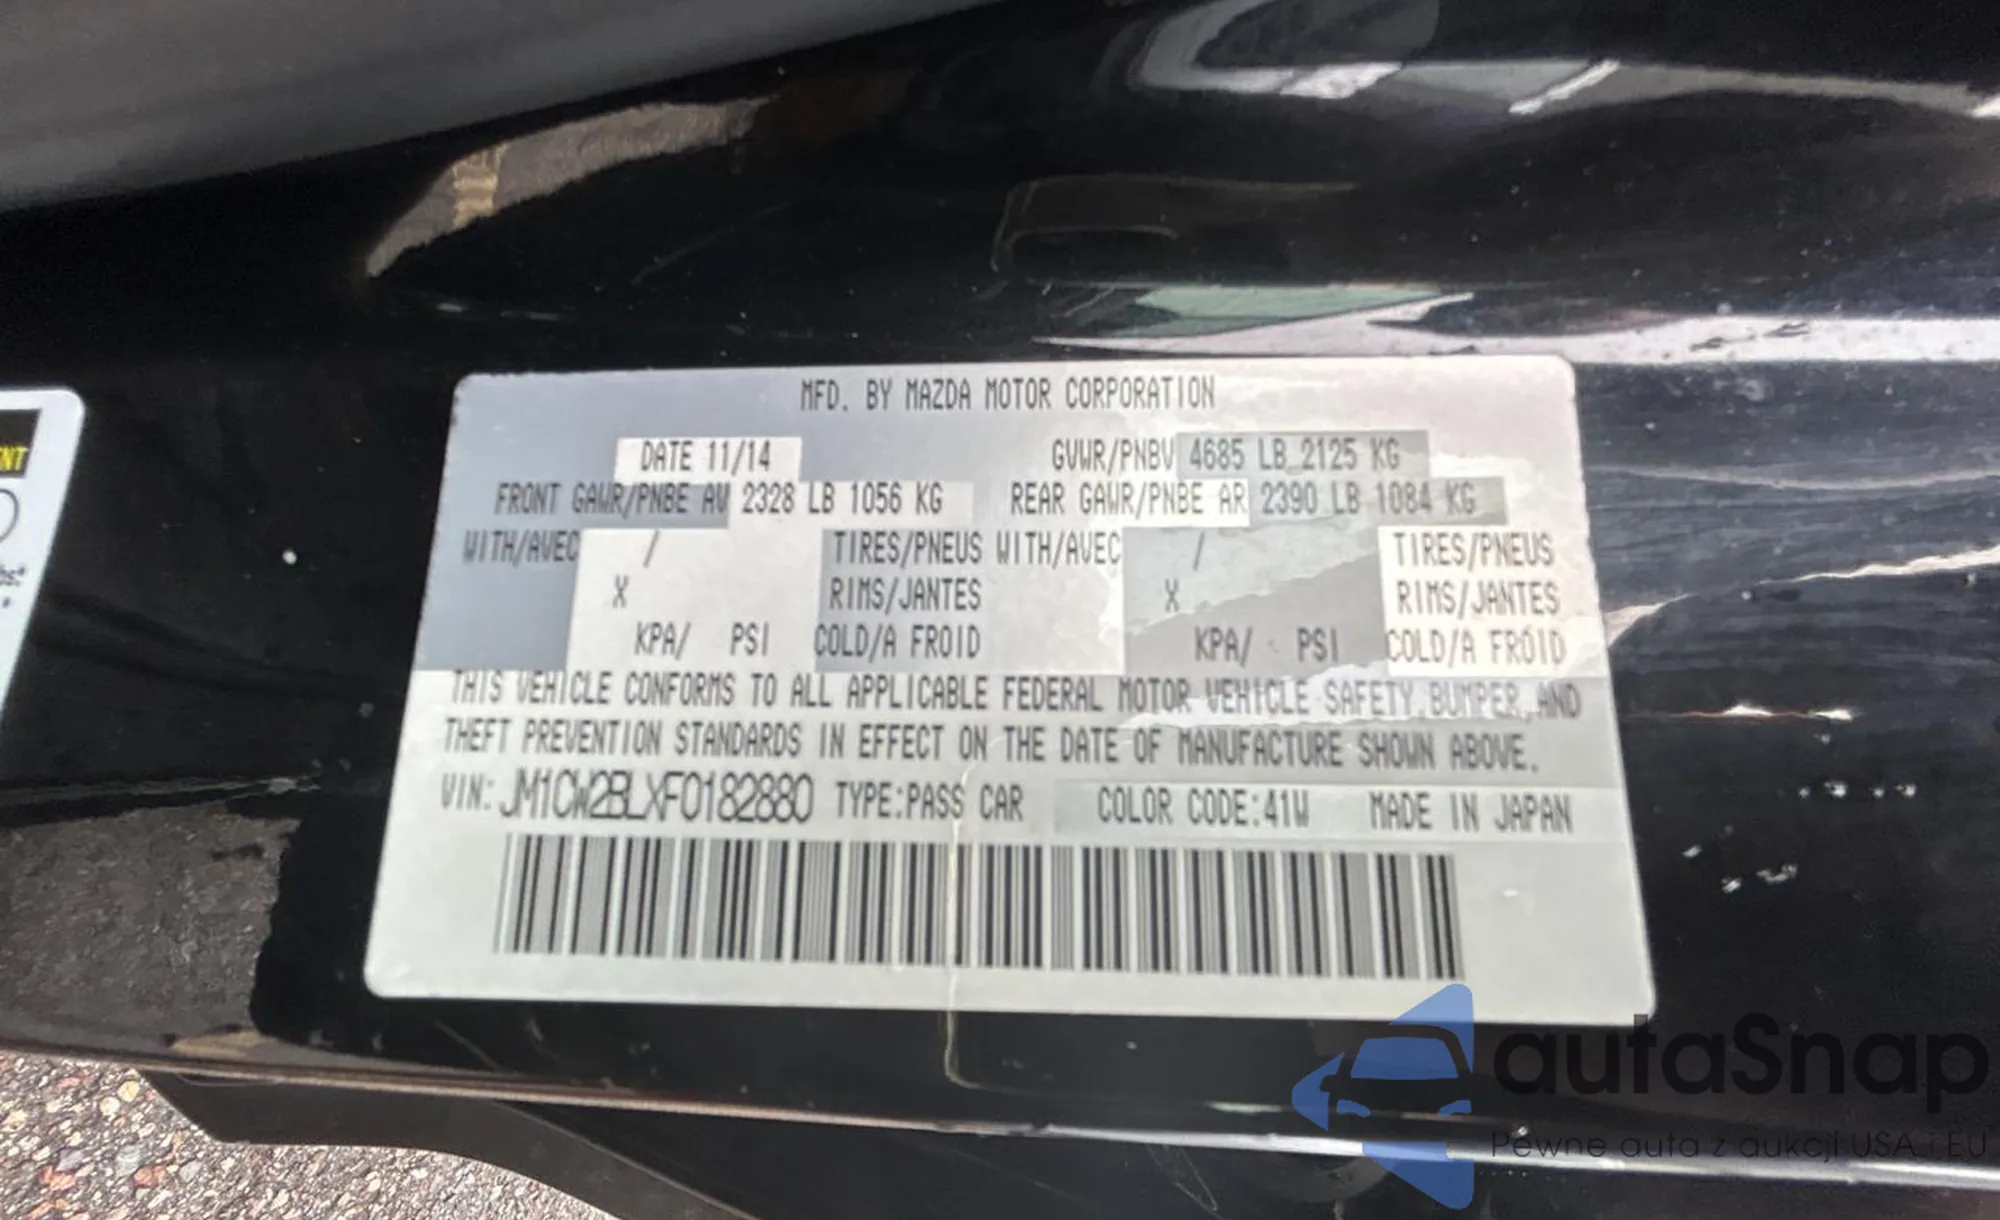 MFD. BY MAZDA MOTOR CORPORATION
DATE 11/14 GVWR/PNBV 4685 LB 2125 KG
FRONT GAWR/PNBE AV 2328 LB 1056 KG REAR GAWR/PNBE AR 2390 LB 1084 KG
WITH/AVEC / TIRES/PNEUS WITH/AVEC / TIRES/PNEUS
X RIMS/JANTES X RIMS/JANTES
KPA/ PSI COLD/A FROID KPA/ PSI COLD/A FROID
THIS VEHICLE CONFORMS TO ALL APPLICABLE FEDERAL MOTOR VEHICLE SAFETY, BUMPER, AND
THEFT PREVENTION STANDARDS IN EFFECT ON THE DATE OF MANUFACTURE SHOWN ABOVE.
VIN: JM1CW2BLXF0182880 TYPE:PASS CAR COLOR CODE:41W MADE IN JAPAN
NT
autaSnap
Pewne auta z aukcji USA i EU